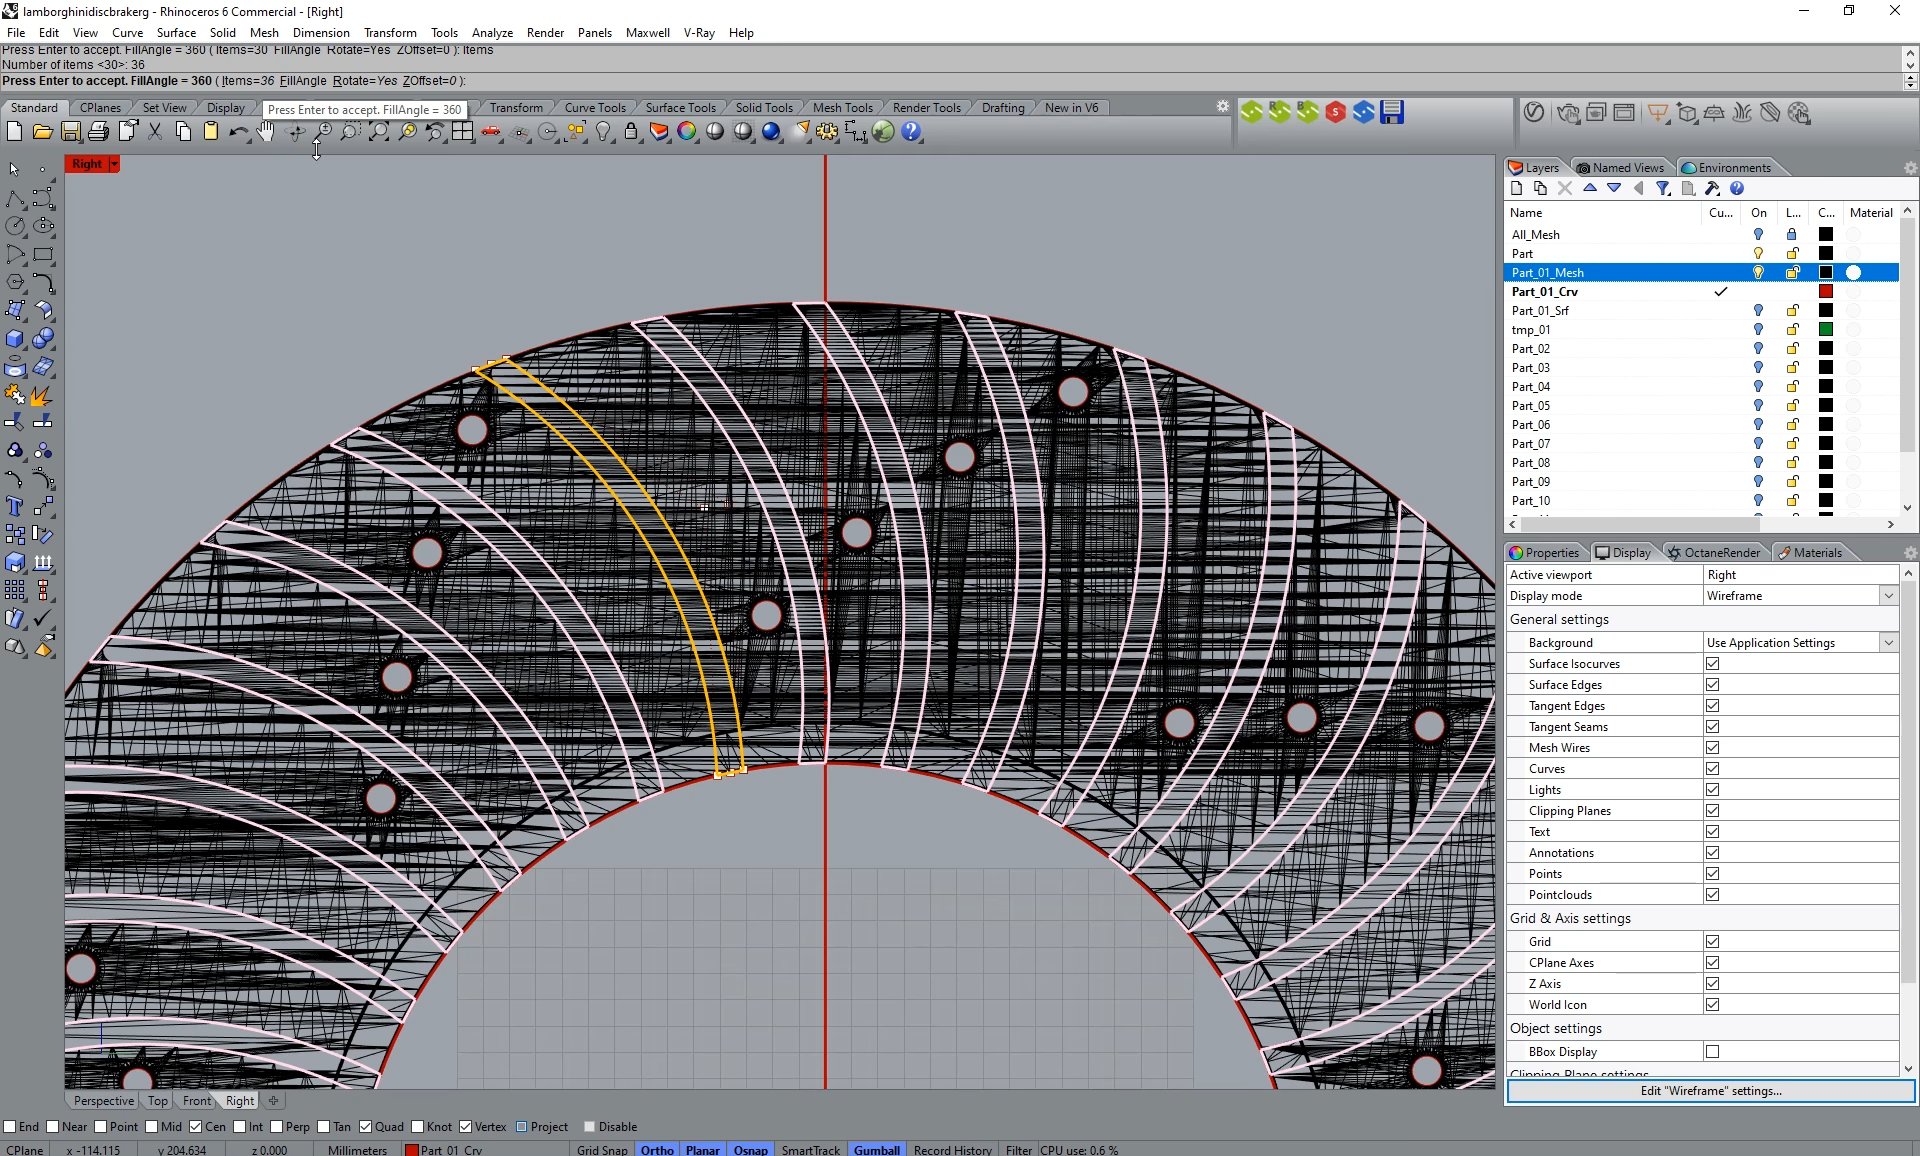 lamborghinidiscbrakerg - Rhinoceros 6 Commercial - [Right]
File Edit View Curve Surface Solid Mesh Dimension Transform Tools Analyze Render Panels Maxwell V-Ray Help
Press Enter to accept. FillAngle = 360 ( Items=30 FillAngle Rotate=Yes ZOffset=0 ): Items
Number of items <30>: 36
Press Enter to accept. FillAngle = 360 ( Items=36 FillAngle Rotate=Yes ZOffset=0 ):
Standard CPlanes Set View Display Transform Curve Tools Surface Tools Solid Tools Mesh Tools Render Tools Drafting New in V6
Press Enter to accept. FillAngle = 360
Right
Layers Named Views Environments
Name Cu... On L... C... Material
All_Mesh
Part
Part_01_Mesh
Part_01_Crv
Part_01_Srf
tmp_01
Part_02
Part_03
Part_04
Part_05
Part_06
Part_07
Part_08
Part_09
Part_10
Properties Display OctaneRender Materials
Active viewport Right
Display mode Wireframe
General settings
Background Use Application Settings
Surface Isocurves
Surface Edges
Tangent Edges
Tangent Seams
Mesh Wires
Curves
Lights
Clipping Planes
Text
Annotations
Points
Pointclouds
Grid & Axis settings
Grid
CPlane Axes
Z Axis
World Icon
Object settings
BBox Display
Clipping Plane settings
Edit "Wireframe" settings...
Perspective Top Front Right
End Near Point Mid Cen Int Perp Tan Quad Knot Vertex Project Disable
CPlane x -114.115 y 204.634 z 0.000 Millimeters Part_01_Crv Grid Snap Ortho Planar Osnap SmartTrack Gumball Record History Filter CPU use: 0.6 %